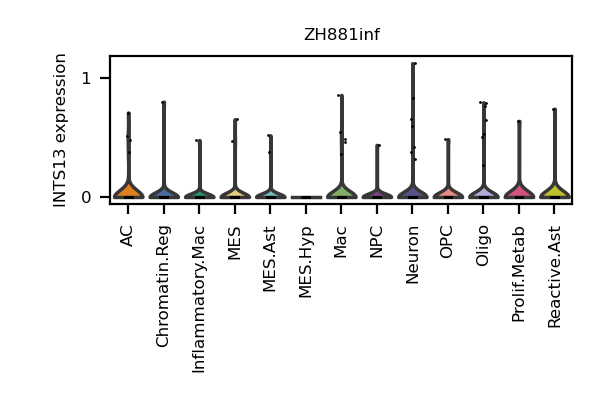 ZH881inf
INTS13 expression
1
0
AC
Chromatin.Reg
Inflammatory.Mac
MES
MES.Ast
MES.Hyp
Mac
NPC
Neuron
OPC
Oligo
Prolif.Metab
Reactive.Ast